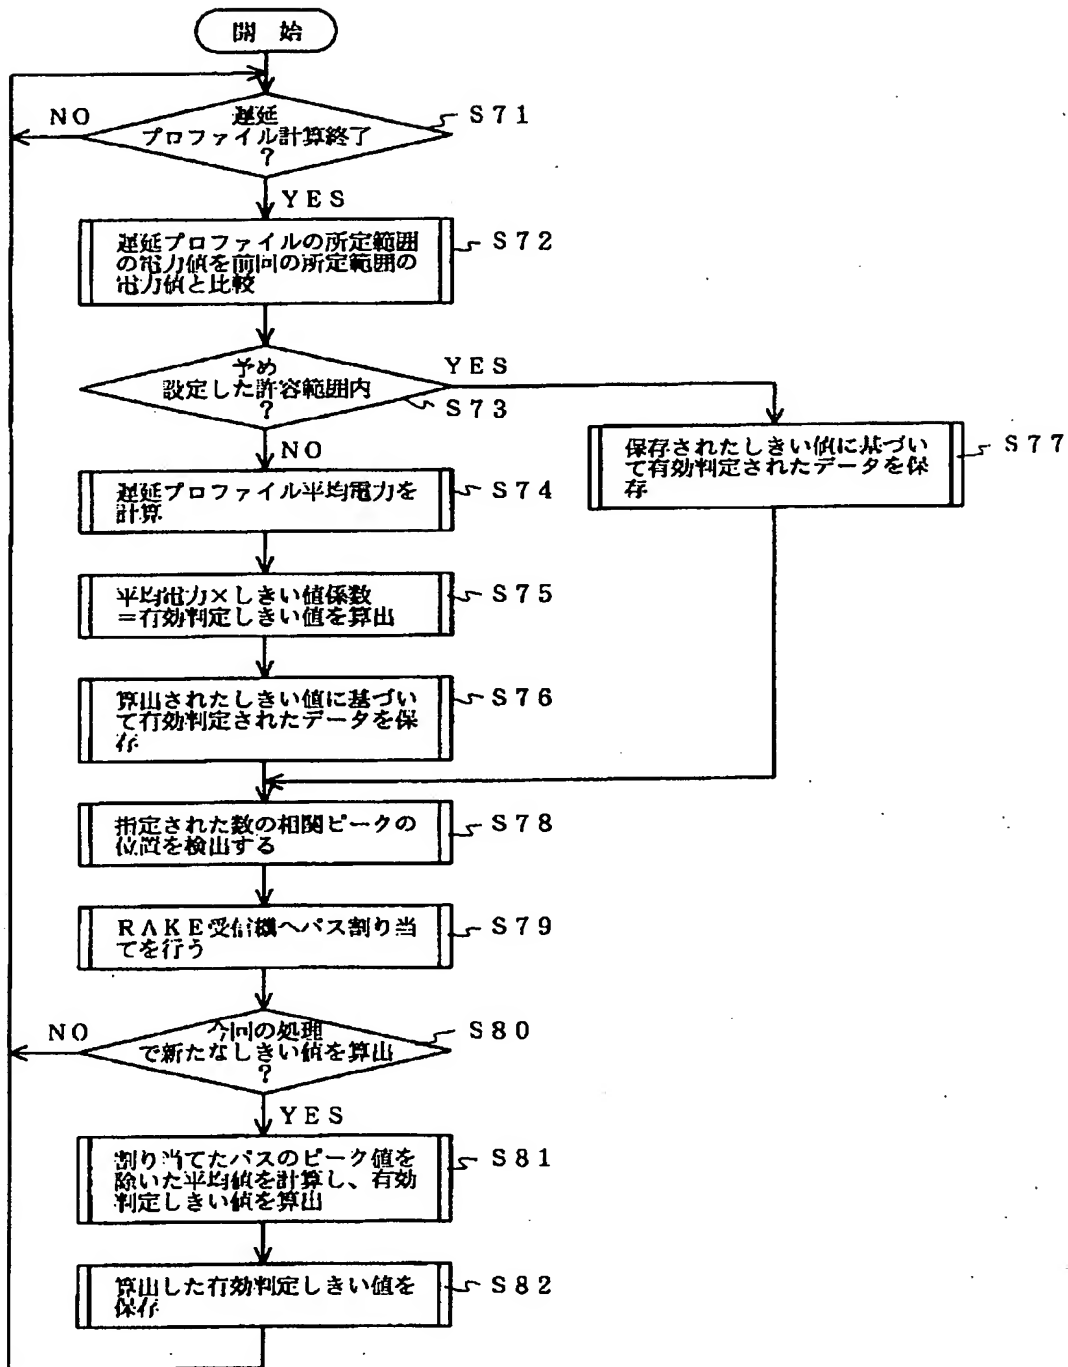 開 始
NO
遅延
プロファイル計算終了
?
S71
YES
遅延プロファイルの所定範囲
の電力値を前回の所定範囲の
電力値と比較
S72
予め
設定した許容範囲内
?
YES
S73
NO
遅延プロファイル平均電力を
計算
S74
保存されたしきい値に基づい
て有効判定されたデータを保
存
S77
平均電力×しきい値係数
=有効判定しきい値を算出
S75
算出されたしきい値に基づい
て有効判定されたデータを保
存
S76
指定された数の相関ピークの
位置を検出する
S78
RAKE受信機へパス割り当
てを行う
S79
NO
今回の処理
で新たなしきい値を算出
?
S80
YES
割り当てたパスのピーク値を
除いた平均値を計算し、有効
判定しきい値を算出
S81
算出した有効判定しきい値を
保存
S82